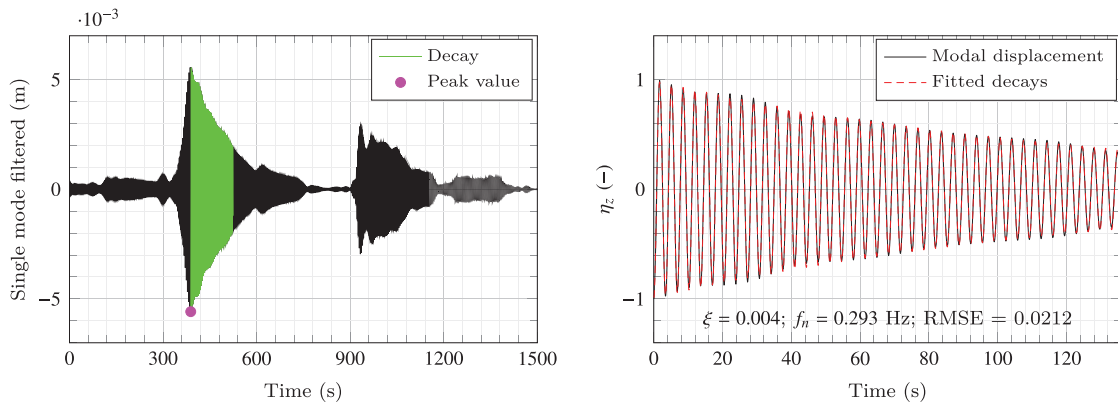 ·10⁻³
Single mode filtered (m)
5
0
−5
0 300 600 900 1200 1500
Time (s)
Decay
Peak value
η_z (−)
1
0
−1
0 20 40 60 80 100 120
Time (s)
Modal displacement
Fitted decays
ξ = 0.004; f_n = 0.293 Hz; RMSE = 0.0212